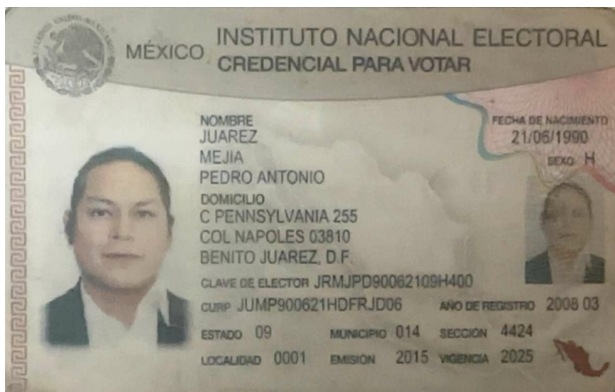 MÉXICO INSTITUTO NACIONAL ELECTORAL
CREDENCIAL PARA VOTAR
NOMBRE
JUAREZ
MEJIA
PEDRO ANTONIO
FECHA DE NACIMIENTO
21/06/1990
SEXO H
DOMICILIO
C PENNSYLVANIA 255
COL NAPOLES 03810
BENITO JUAREZ, D.F.
CLAVE DE ELECTOR JRMJPD90062109H400
CURP JUMP900621HDFRJD06 AÑO DE REGISTRO 2008 03
ESTADO 09 MUNICIPIO 014 SECCIÓN 4424
LOCALIDAD 0001 EMISIÓN 2015 VIGENCIA 2025